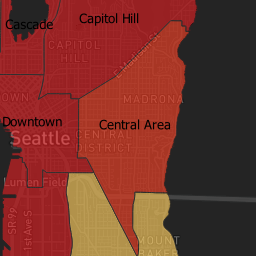 Capitol Hill
Cascade
CAPITOL
HILL
E Madison St
OWN
MADRONA
Downtown
Central Area
Seattle
CENTRAL
DISTRICT
Lumen Field
SR-99
1st Ave S
MOUNT
BAKER